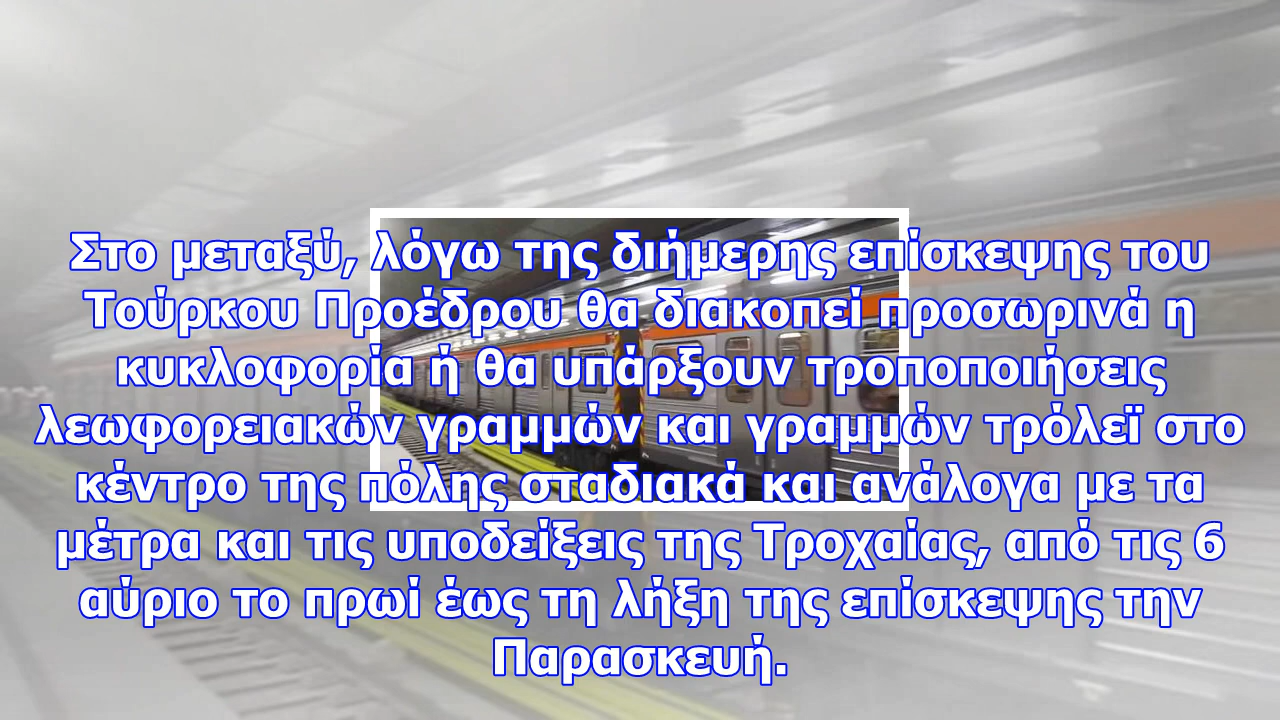 Στο μεταξύ, λόγω της διήμερης επίσκεψης του
Τούρκου Προέδρου θα διακοπεί προσωρινά η
κυκλοφορία ή θα υπάρξουν τροποποιήσεις
λεωφορειακών γραμμών και γραμμών τρόλεϊ στο
κέντρο της πόλης σταδιακά και ανάλογα με τα
μέτρα και τις υποδείξεις της Τροχαίας, από τις 6
αύριο το πρωί έως τη λήξη της επίσκεψης την
Παρασκευή.